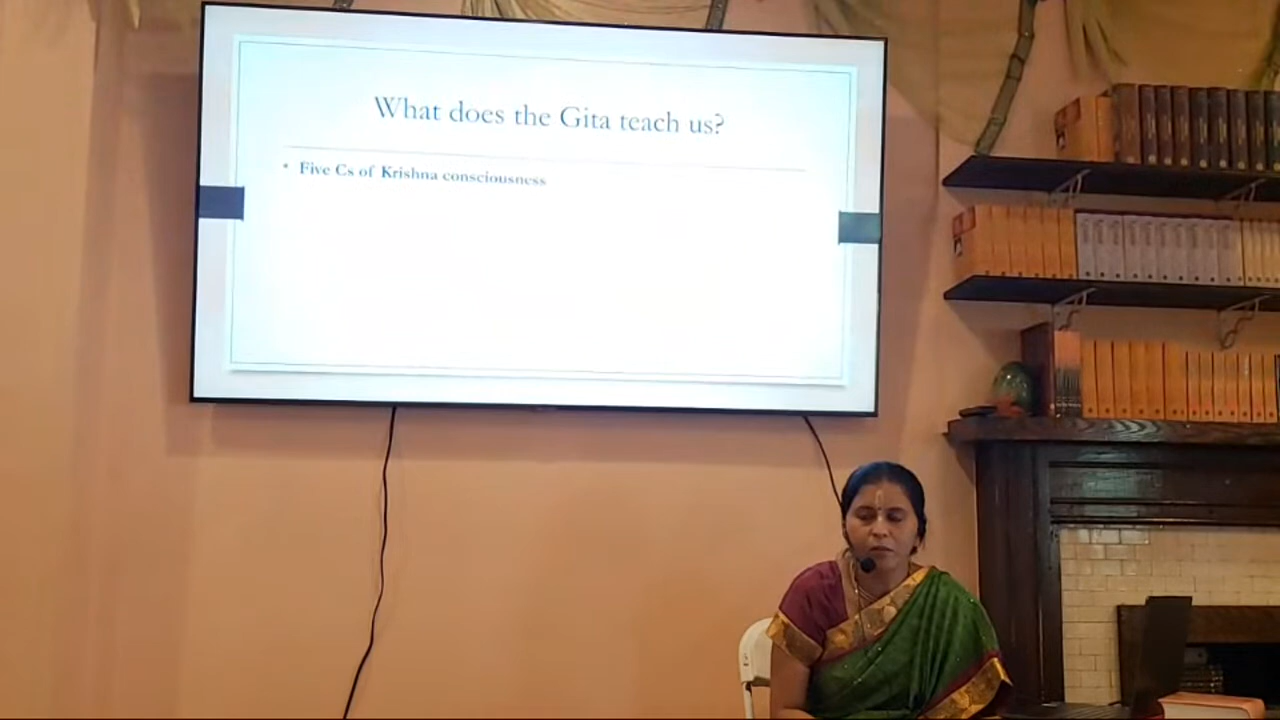 What does the Gita teach us?
• Five Cs of Krishna consciousness